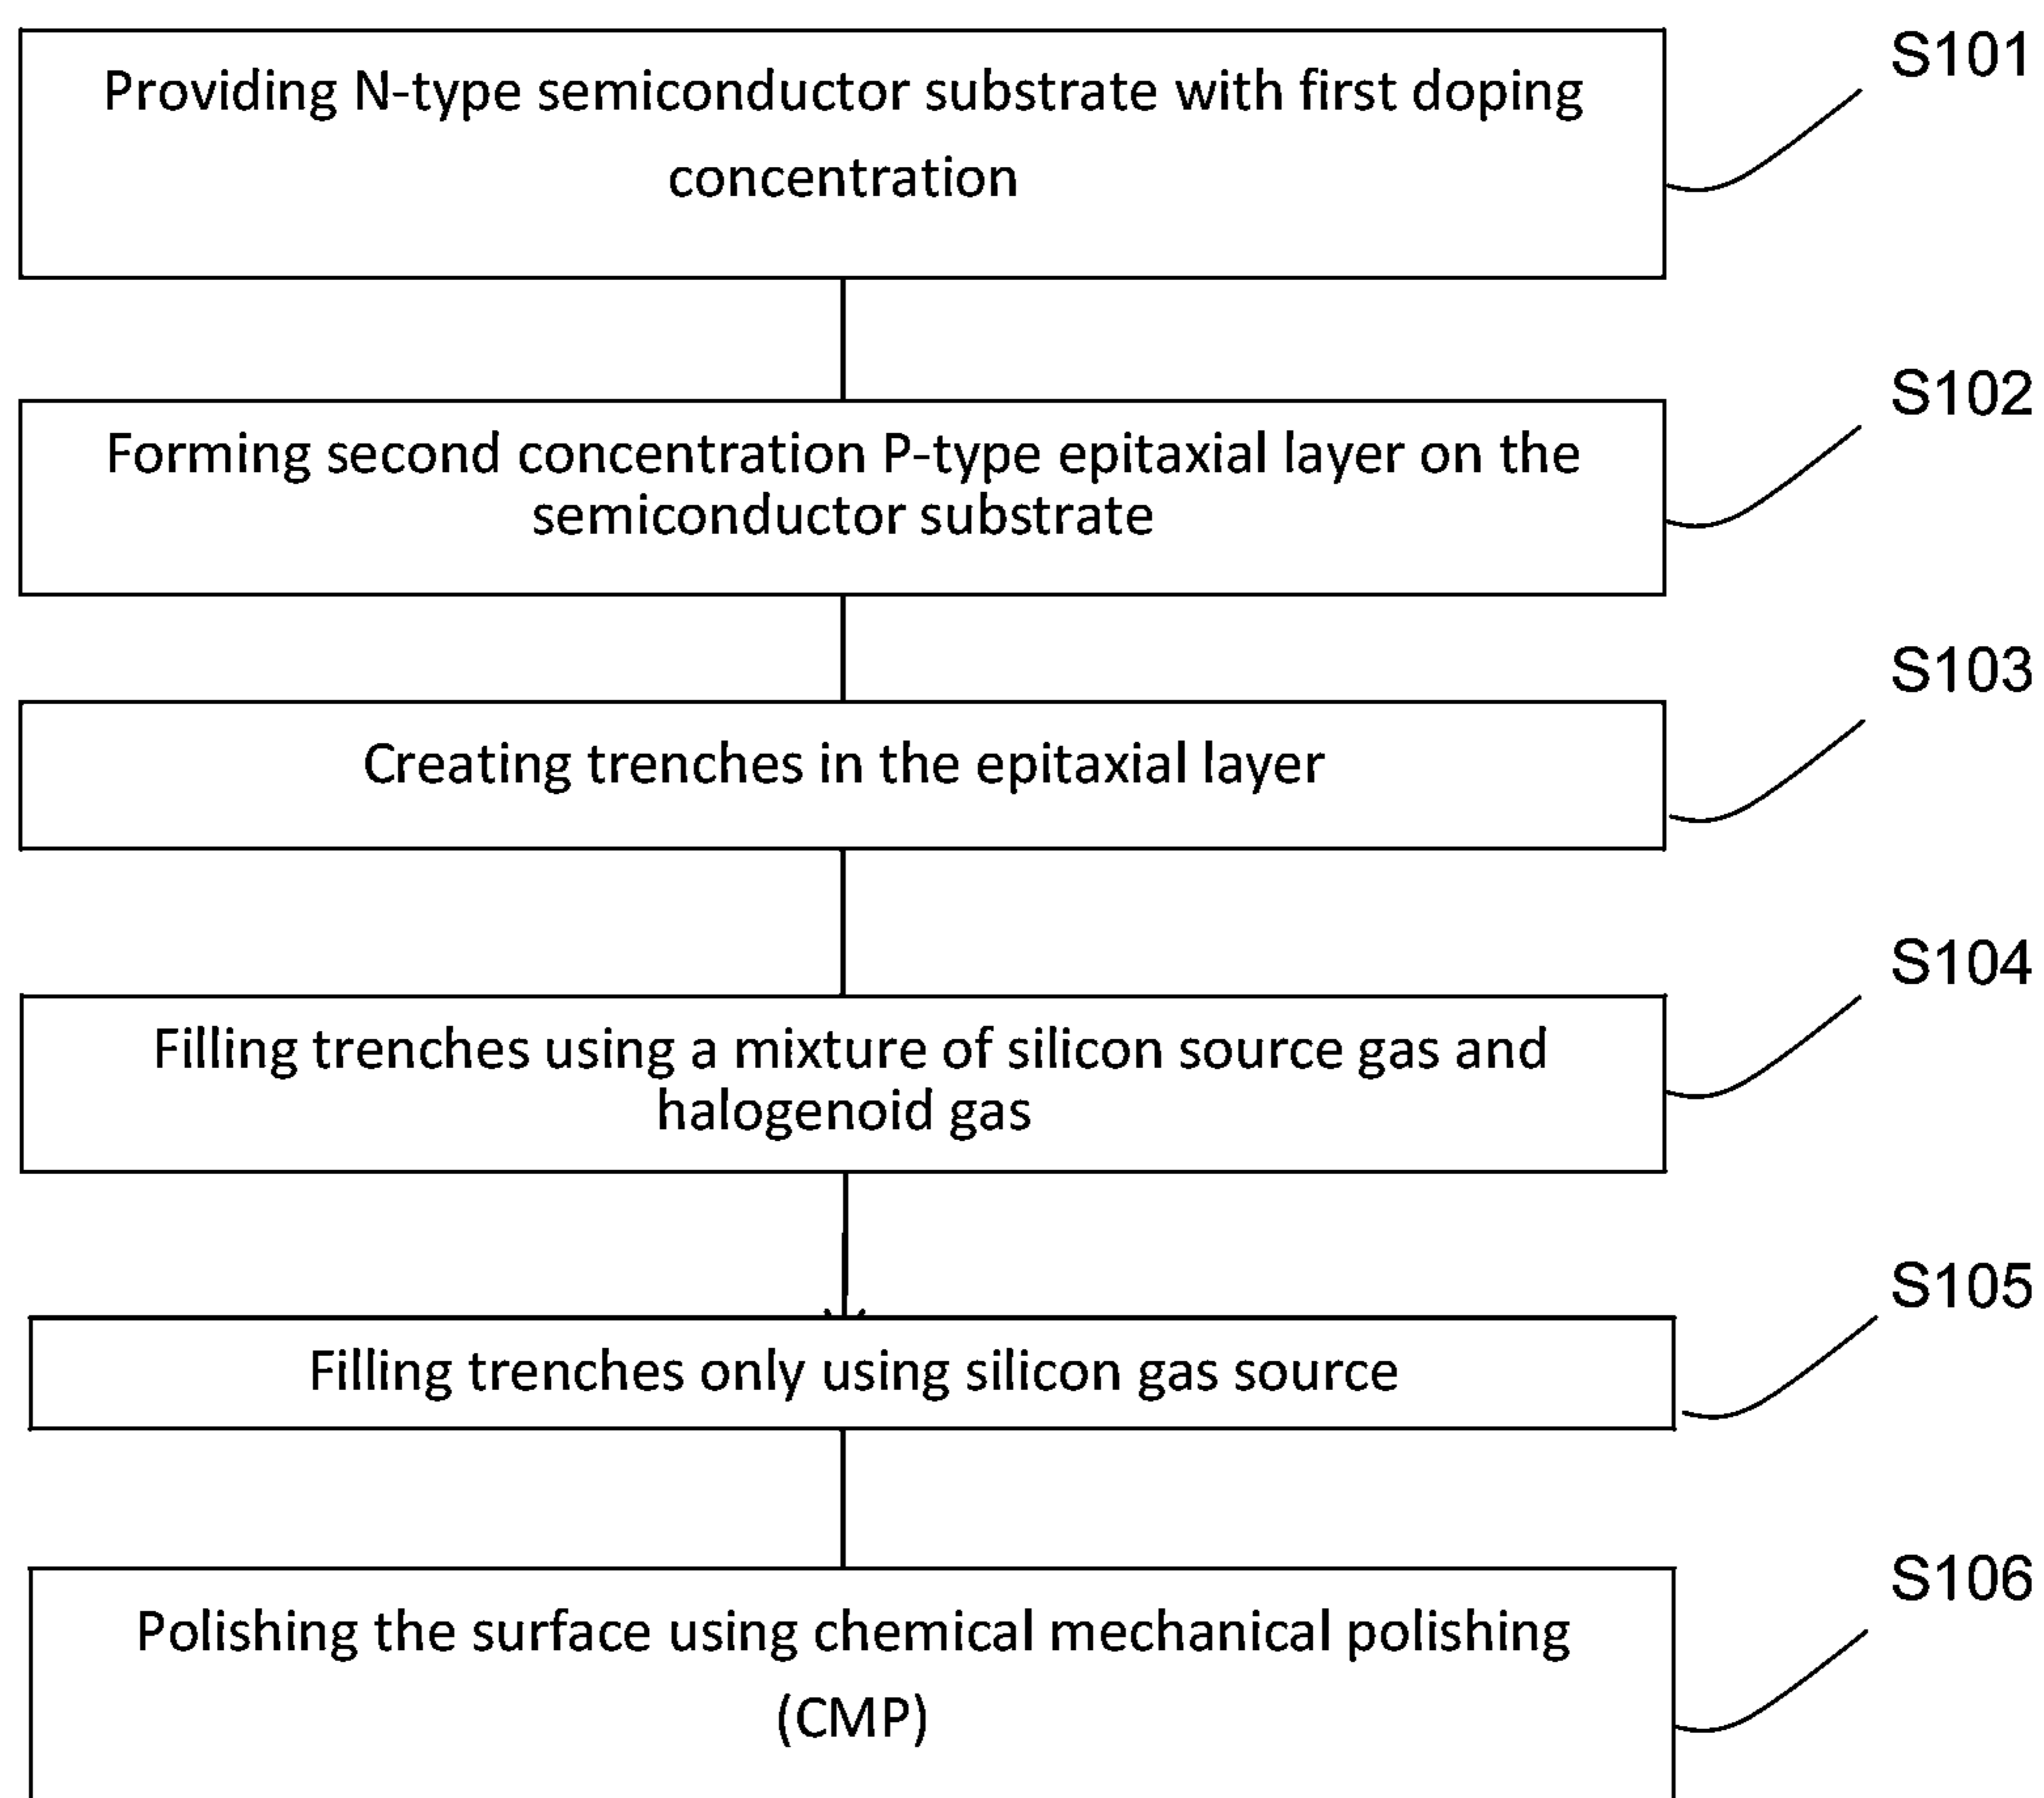 S101
Providing N-type semiconductor substrate with first doping
concentration
S102
Forming second concentration P-type epitaxial layer on the
semiconductor substrate
S103
Creating trenches in the epitaxial layer
S104
Filling trenches using a mixture of silicon source gas and
halogenoid gas
S105
Filling trenches only using silicon gas source
S106
Polishing the surface using chemical mechanical polishing
(CMP)